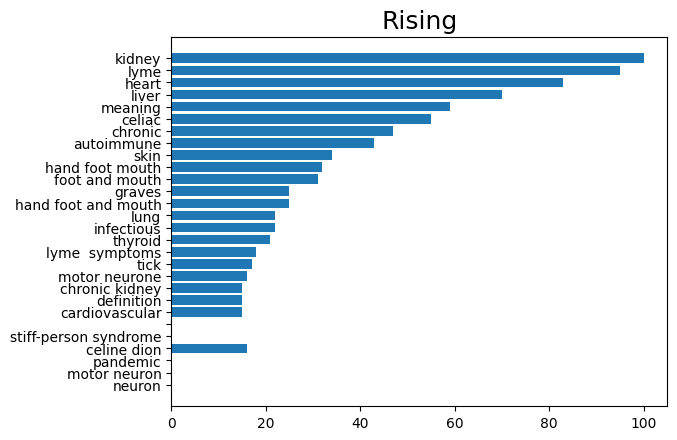 Rising
kidney
lyme
heart
liver
meaning
celiac
chronic
autoimmune
skin
hand foot mouth
foot and mouth
graves
hand foot and mouth
lung
infectious
thyroid
lyme  symptoms
tick
motor neurone
chronic kidney
definition
cardiovascular
stiff-person syndrome
celine dion
pandemic
motor neuron
neuron
0 20 40 60 80 100